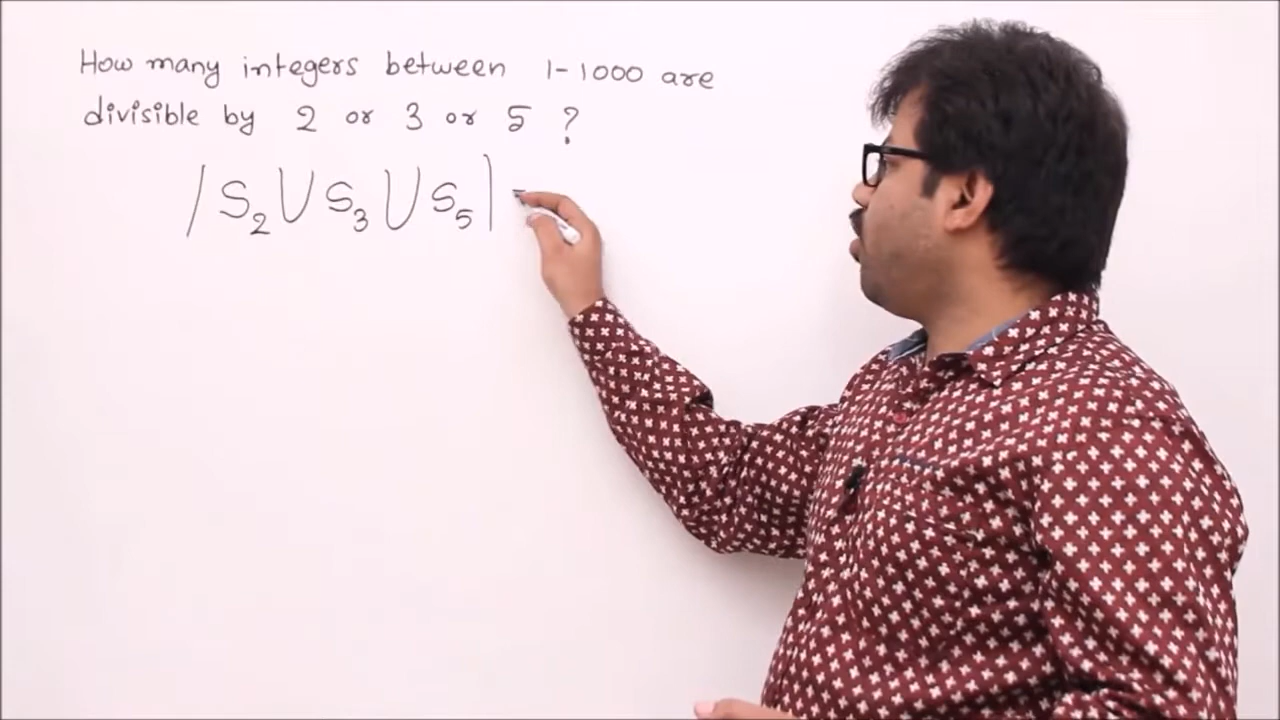 How many integers between 1-1000 are
divisible by 2 or 3 or 5 ?
|S₂ ∪ S₃ ∪ S₅|